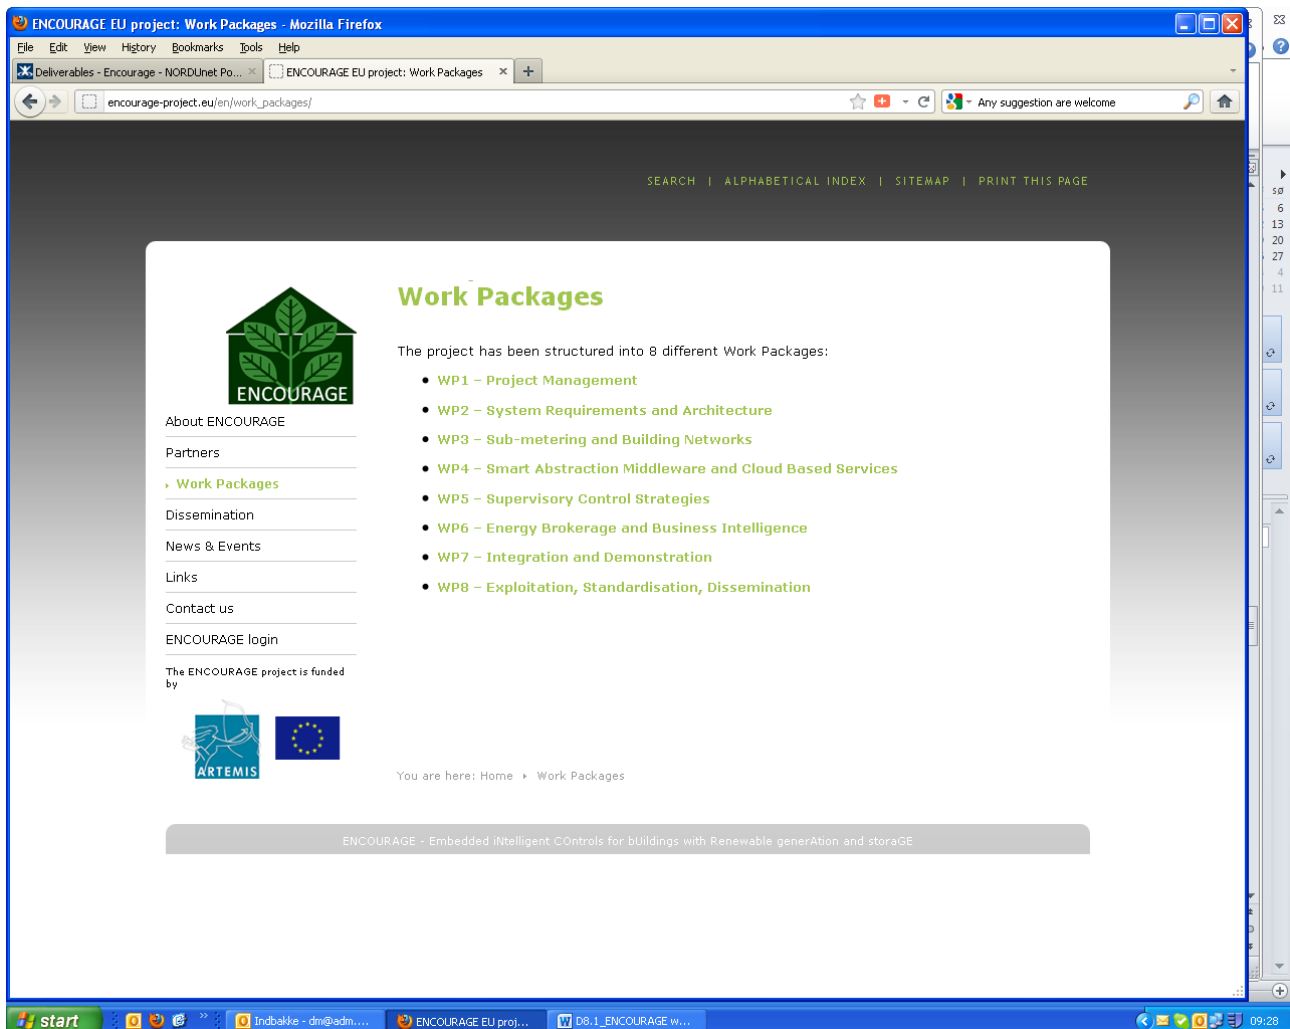 ENCOURAGE EU project: Work Packages - Mozilla Firefox
File Edit View History Bookmarks Tools Help
Deliverables - Encourage - NORDUnet Po...
ENCOURAGE EU project: Work Packages
encourage-project.eu/en/work_packages/
Any suggestion are welcome
SEARCH | ALPHABETICAL INDEX | SITEMAP | PRINT THIS PAGE
ENCOURAGE
About ENCOURAGE
Partners
Work Packages
Dissemination
News & Events
Links
Contact us
ENCOURAGE login
The ENCOURAGE project is funded
by
ARTEMIS
Work Packages
The project has been structured into 8 different Work Packages:
WP1 – Project Management
WP2 – System Requirements and Architecture
WP3 – Sub-metering and Building Networks
WP4 – Smart Abstraction Middleware and Cloud Based Services
WP5 – Supervisory Control Strategies
WP6 – Energy Brokerage and Business Intelligence
WP7 – Integration and Demonstration
WP8 – Exploitation, Standardisation, Dissemination
You are here: Home Work Packages
ENCOURAGE - Embedded iNtelligent COntrols for bUildings with Renewable generAtion and storaGE
sø
6
13
20
27
4
11
start
Indbakke - dm@adm....
ENCOURAGE EU proj...
D8.1_ENCOURAGE w...
09:28